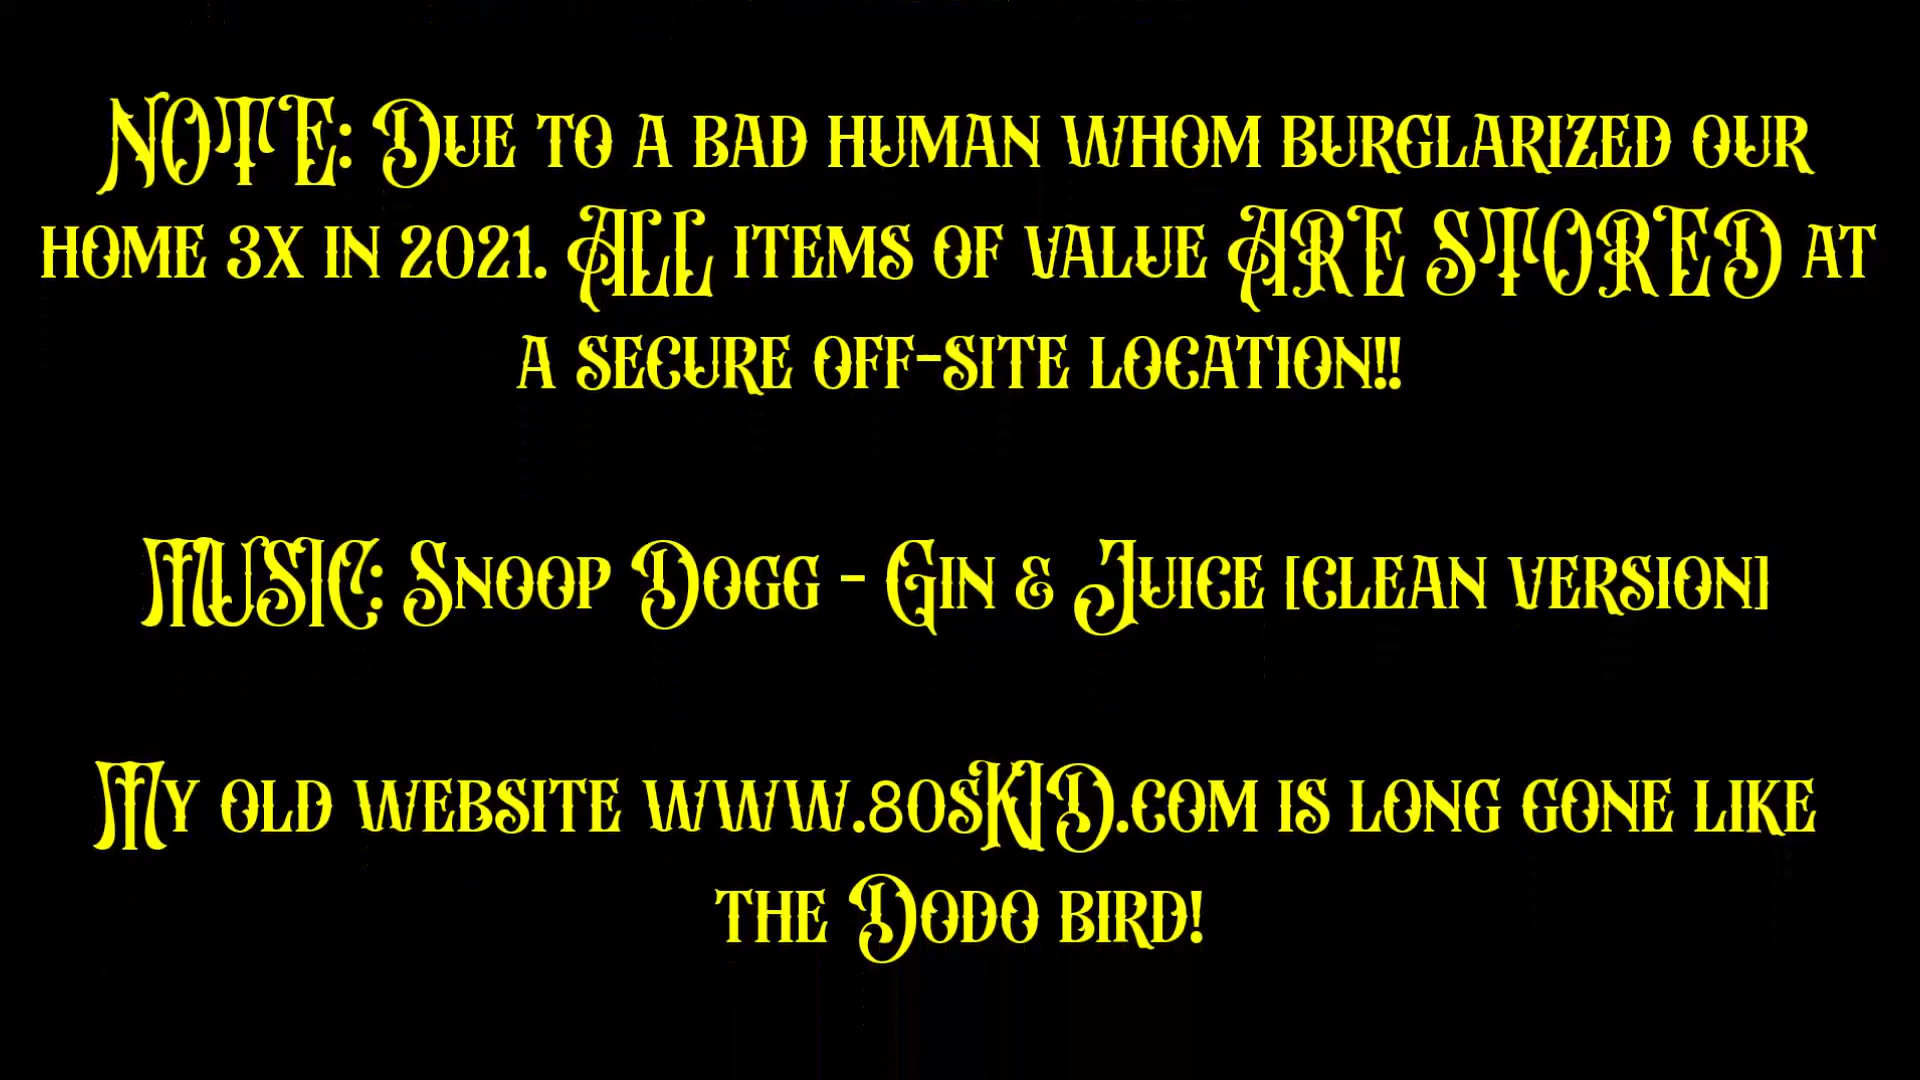 NOTE: Due to a bad human whom burglarized our
home 3x in 2021. ALL items of value ARE STORED at
a secure off-site location!!
MUSIC: Snoop Dogg - Gin & Juice [clean version]
My old website www.80sKID.com is long gone like
the Dodo bird!